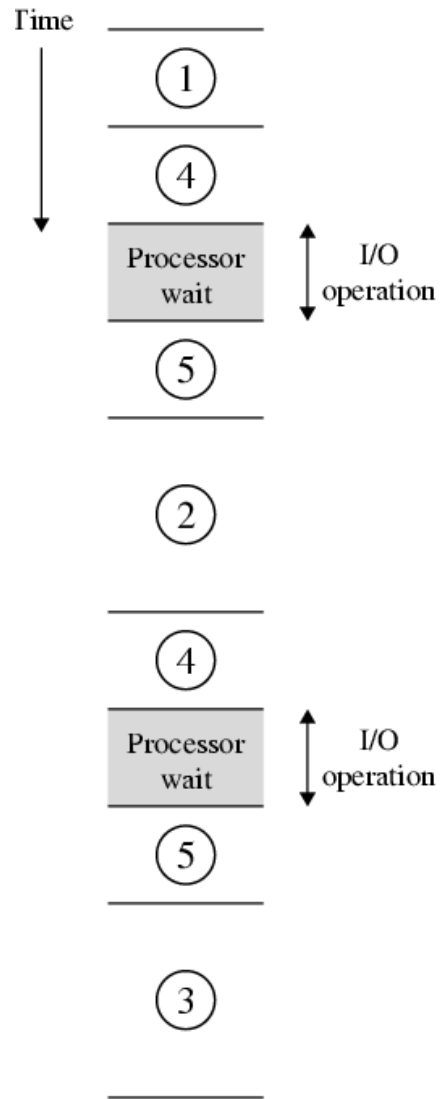 Time
1
4
Processor
wait
I/O
operation
5
2
4
Processor
wait
I/O
operation
5
3